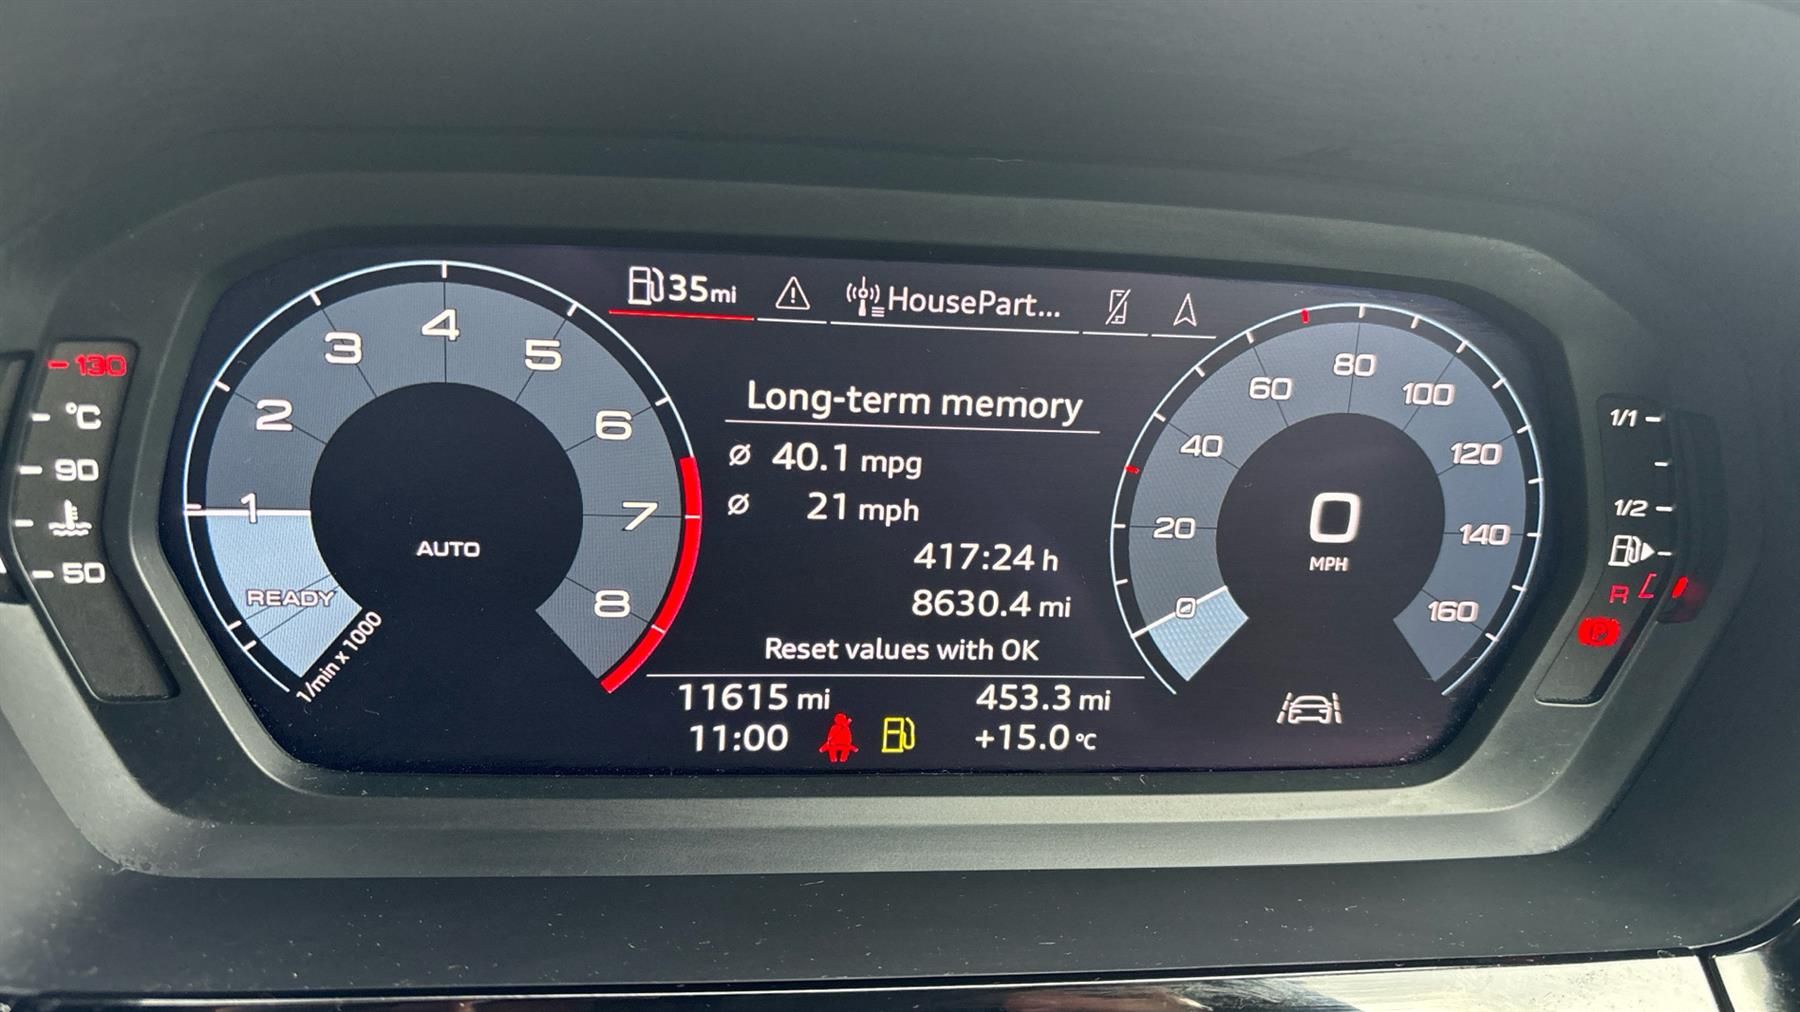 35 mi
HousePart...
Long-term memory
Ø 40.1 mpg
Ø 21 mph
417:24 h
8630.4 mi
Reset values with OK
11615 mi
453.3 mi
11:00
+15.0 °C
130
°C
90
50
1
2
3
4
5
6
7
8
AUTO
READY
1/min x 1000
0
20
40
60
80
100
120
140
160
0
MPH
1/1
1/2
R
P